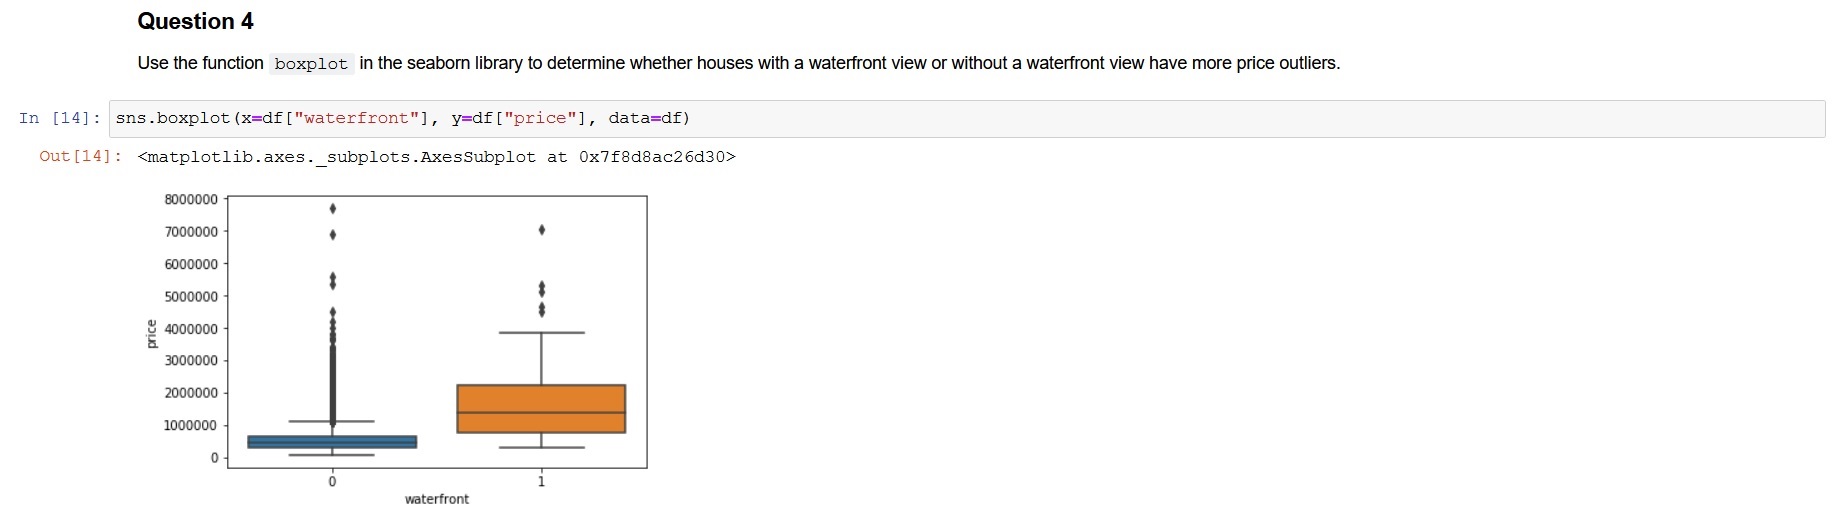 Question 4
Use the function boxplot in the seaborn library to determine whether houses with a waterfront view or without a waterfront view have more price outliers.
In [14]: sns.boxplot(x=df["waterfront"], y=df["price"], data=df)
Out[14]: <matplotlib.axes._subplots.AxesSubplot at 0x7f8d8ac26d30>
8000000
7000000
6000000
5000000
4000000
3000000
2000000
1000000
0
price
0 1
waterfront